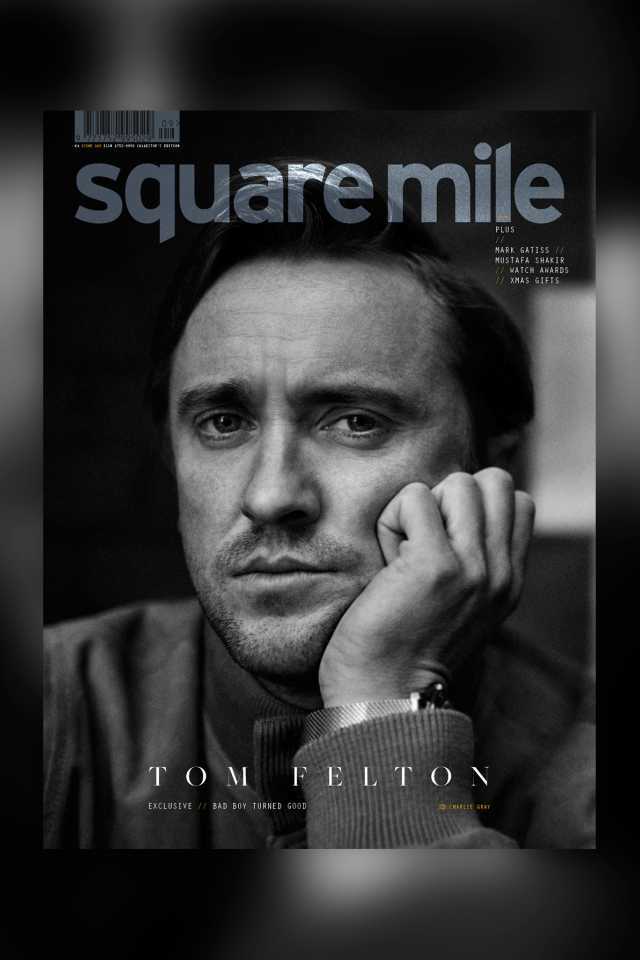 09>
square mile
PLUS
//
MARK GATISS //
MUSTAFA SHAKIR
// WATCH AWARDS
// XMAS GIFTS
TOM FELTON
EXCLUSIVE // BAD BOY TURNED GOOD
CHARLIE GRAY